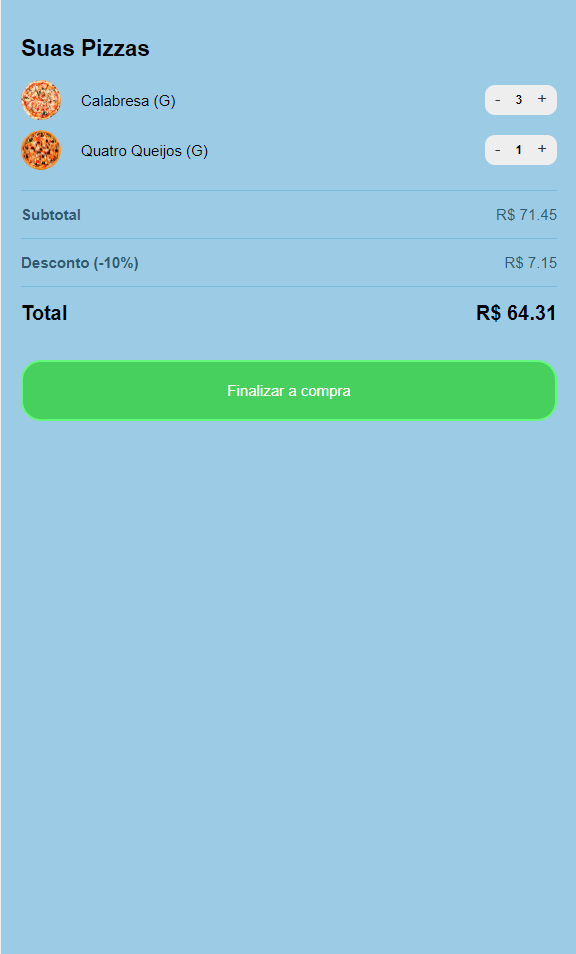 Suas Pizzas
Calabresa (G) - 3 +
Quatro Queijos (G) - 1 +
Subtotal R$ 71.45
Desconto (-10%) R$ 7.15
Total R$ 64.31
Finalizar a compra